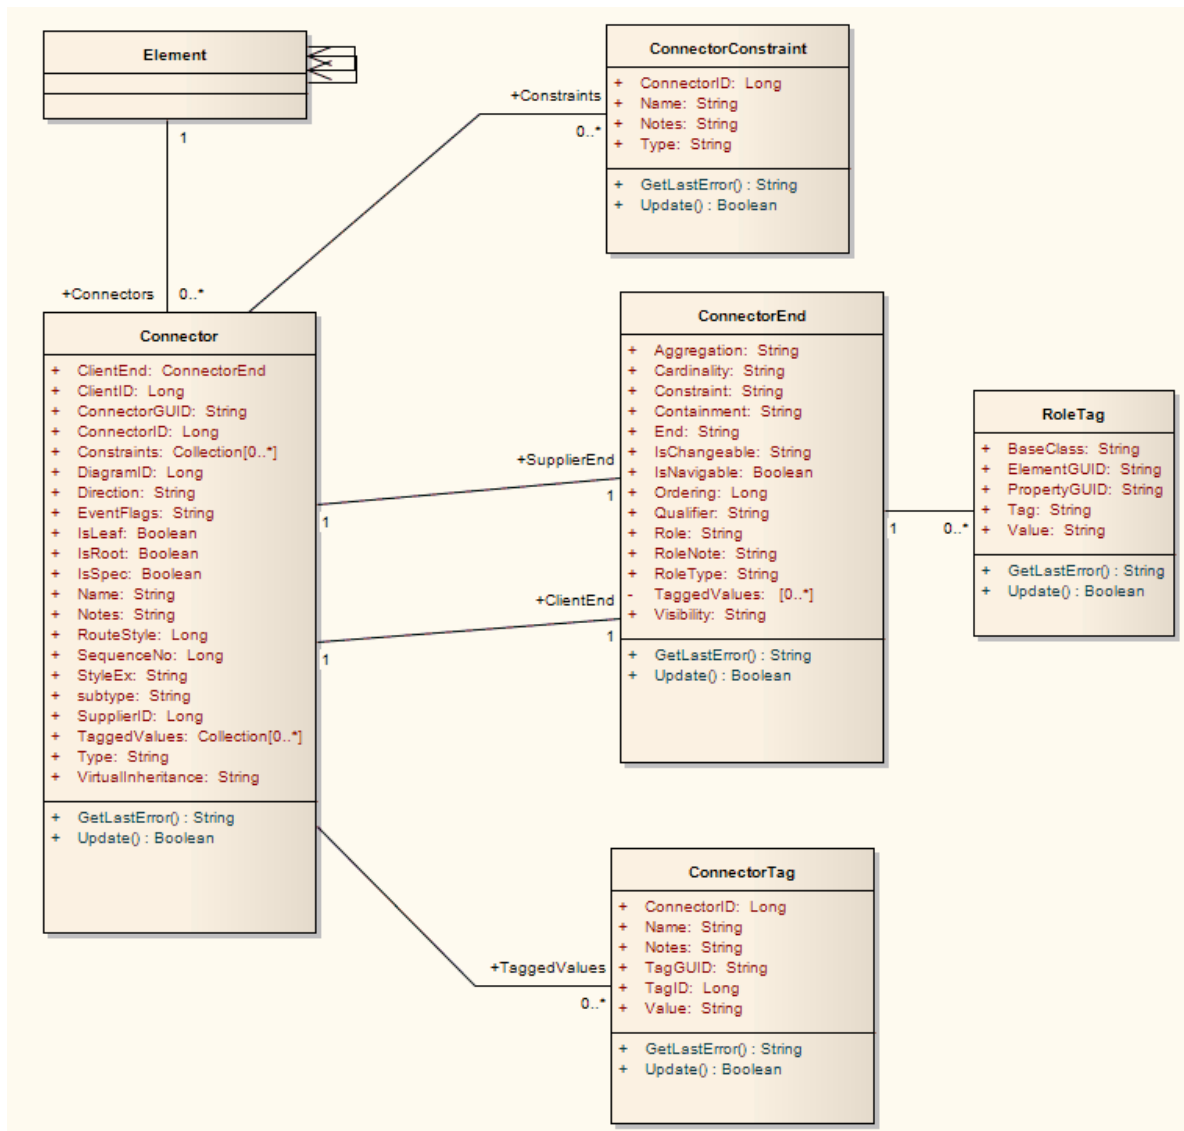 Element
1
+Connectors 0..*
ConnectorConstraint
+ ConnectorID: Long
+ Name: String
+ Notes: String
+ Type: String
+ GetLastError() : String
+ Update() : Boolean
+Constraints
0..*
Connector
+ ClientEnd: ConnectorEnd
+ ClientID: Long
+ ConnectorGUID: String
+ ConnectorID: Long
+ Constraints: Collection[0..*]
+ DiagramID: Long
+ Direction: String
+ EventFlags: String
+ IsLeaf: Boolean
+ IsRoot: Boolean
+ IsSpec: Boolean
+ Name: String
+ Notes: String
+ RouteStyle: Long
+ SequenceNo: Long
+ StyleEx: String
+ subtype: String
+ SupplierID: Long
+ TaggedValues: Collection[0..*]
+ Type: String
+ VirtualInheritance: String
+ GetLastError() : String
+ Update() : Boolean
+SupplierEnd
1
1
+ClientEnd
1
1
ConnectorEnd
+ Aggregation: String
+ Cardinality: String
+ Constraint: String
+ Containment: String
+ End: String
+ IsChangeable: String
+ IsNavigable: Boolean
+ Ordering: Long
+ Qualifier: String
+ Role: String
+ RoleNote: String
+ RoleType: String
- TaggedValues: [0..*]
+ Visibility: String
+ GetLastError() : String
+ Update() : Boolean
1
0..*
RoleTag
+ BaseClass: String
+ ElementGUID: String
+ PropertyGUID: String
+ Tag: String
+ Value: String
+ GetLastError() : String
+ Update() : Boolean
+TaggedValues
0..*
ConnectorTag
+ ConnectorID: Long
+ Name: String
+ Notes: String
+ TagGUID: String
+ TagID: Long
+ Value: String
+ GetLastError() : String
+ Update() : Boolean